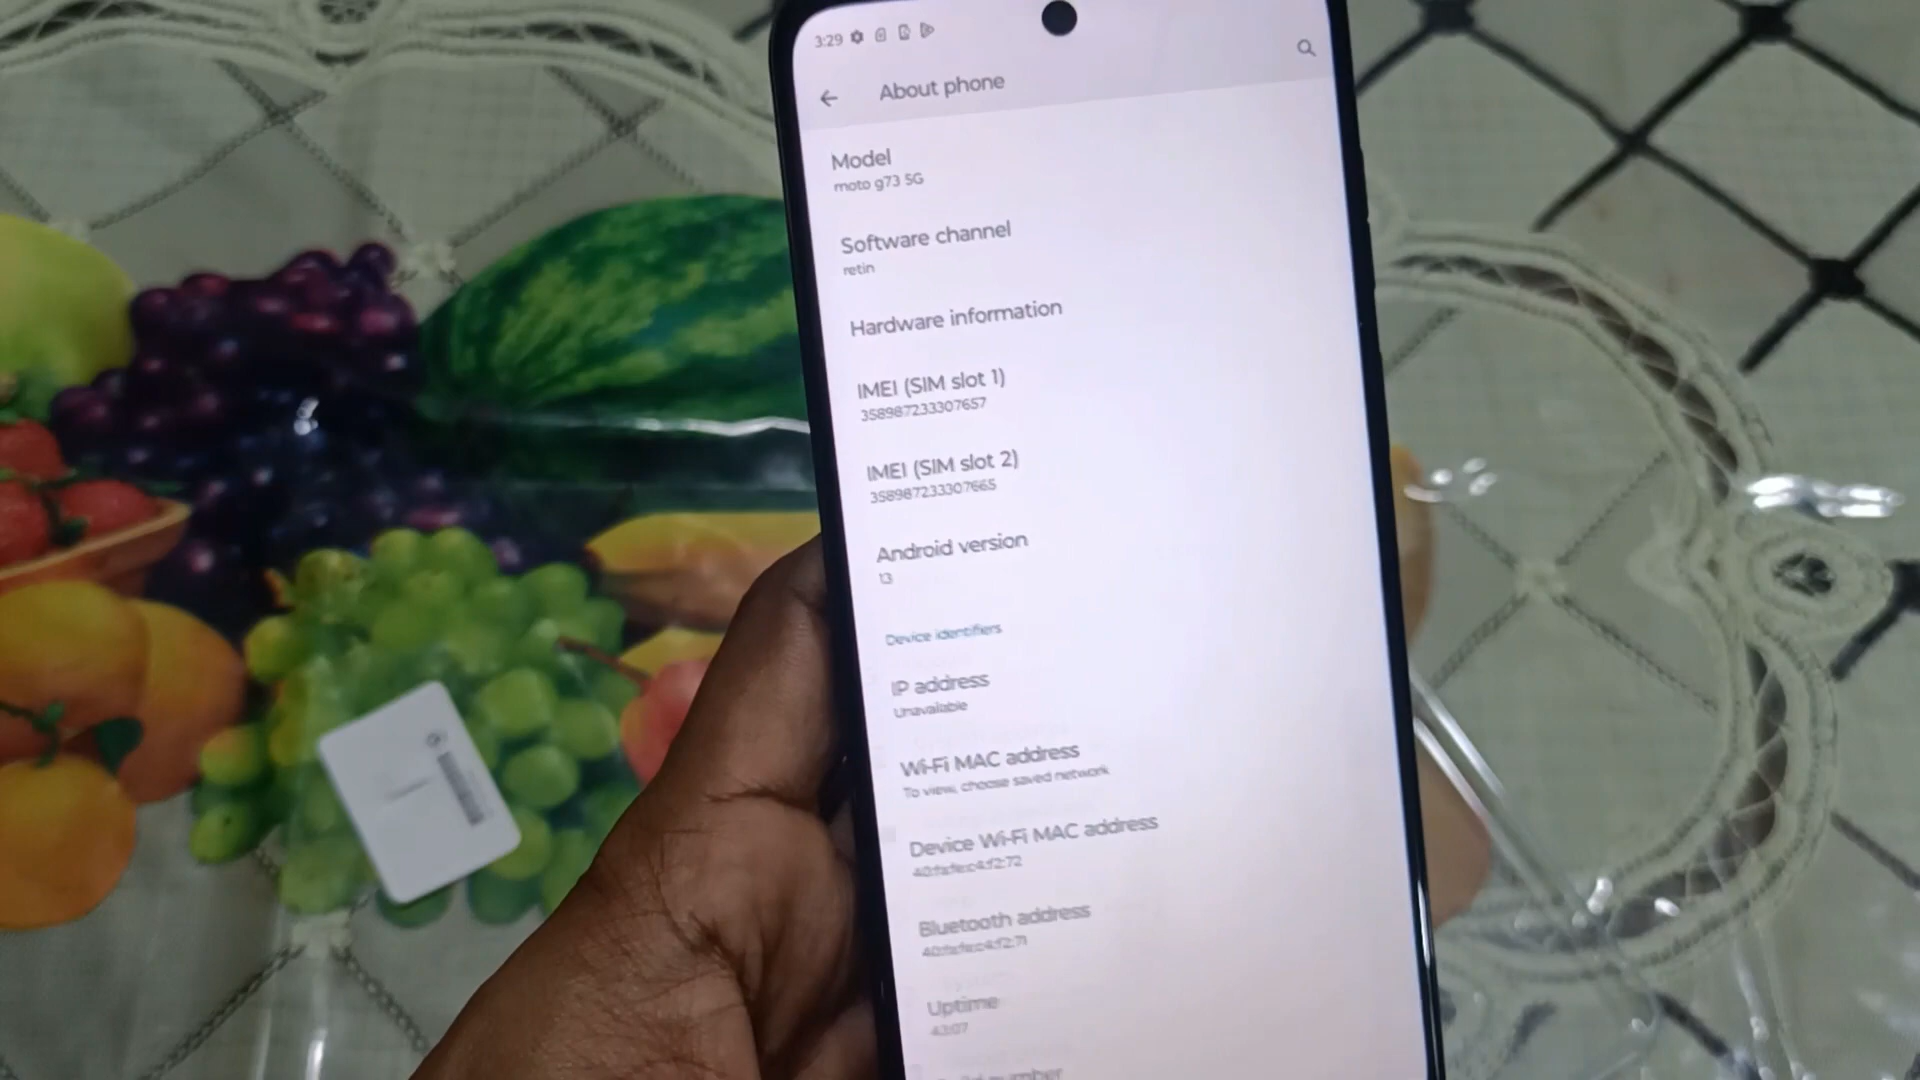 3:29
About phone
Model
moto g73 5G
Software channel
retin
Hardware information
IMEI (SIM slot 1)
358987233307657
IMEI (SIM slot 2)
358987233307665
Android version
13
Device identifiers
IP address
Unavailable
Wi-Fi MAC address
To view, choose saved network
Device Wi-Fi MAC address
Bluetooth address
Uptime
43:07